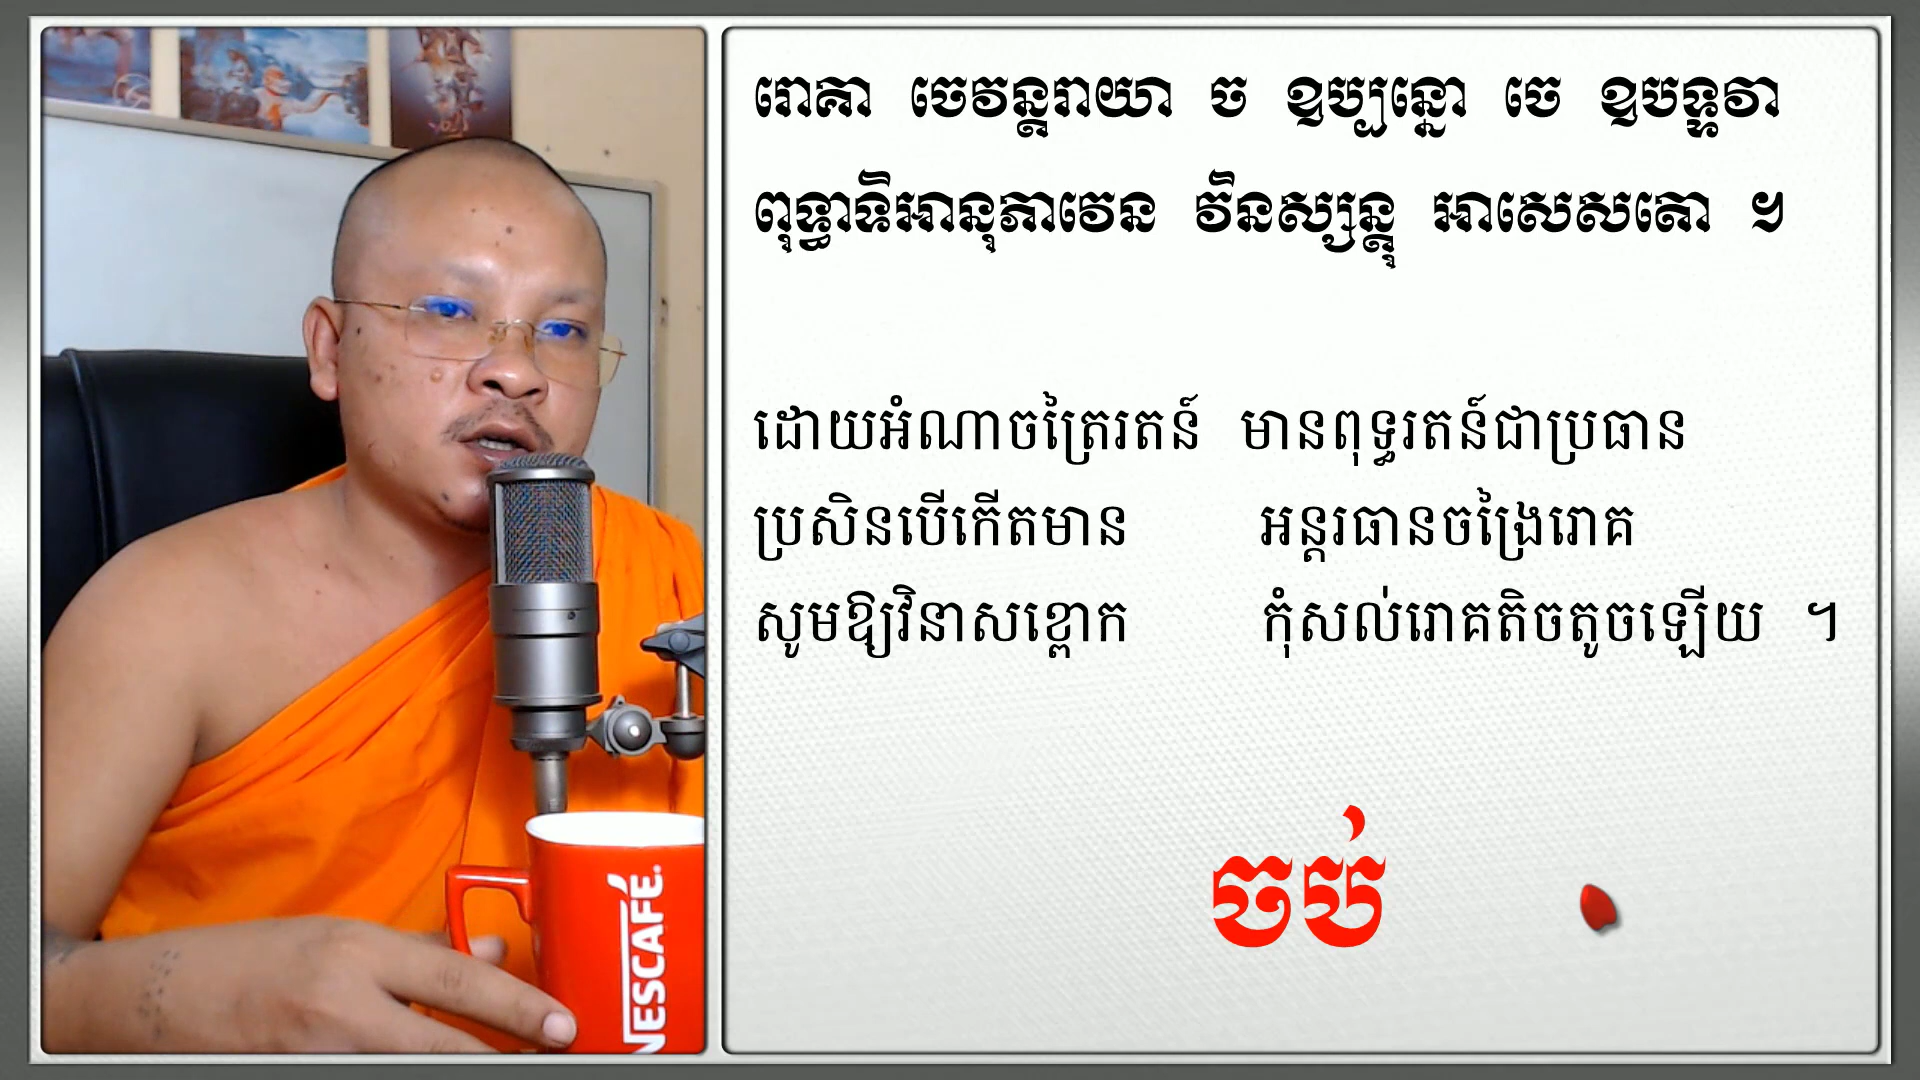 រោគា ចេវន្តរាយា ច ឧប្បន្នោ ចេ ឧបទ្ទវា
ពុទ្ធាទិអានុភាវេន វិនស្សន្តុ អាសេសតោ ៗ
ដោយអំណាចត្រៃរតន៍ មានពុទ្ធរតន៍ជាប្រធាន
ប្រសិនបើកើតមាន អន្តរធានចង្រៃរោគ
សូមឱ្យវិនាសខ្ពោក កុំសល់រោគតិចតូចឡើយ ។
ចប់
NESCAFÉ